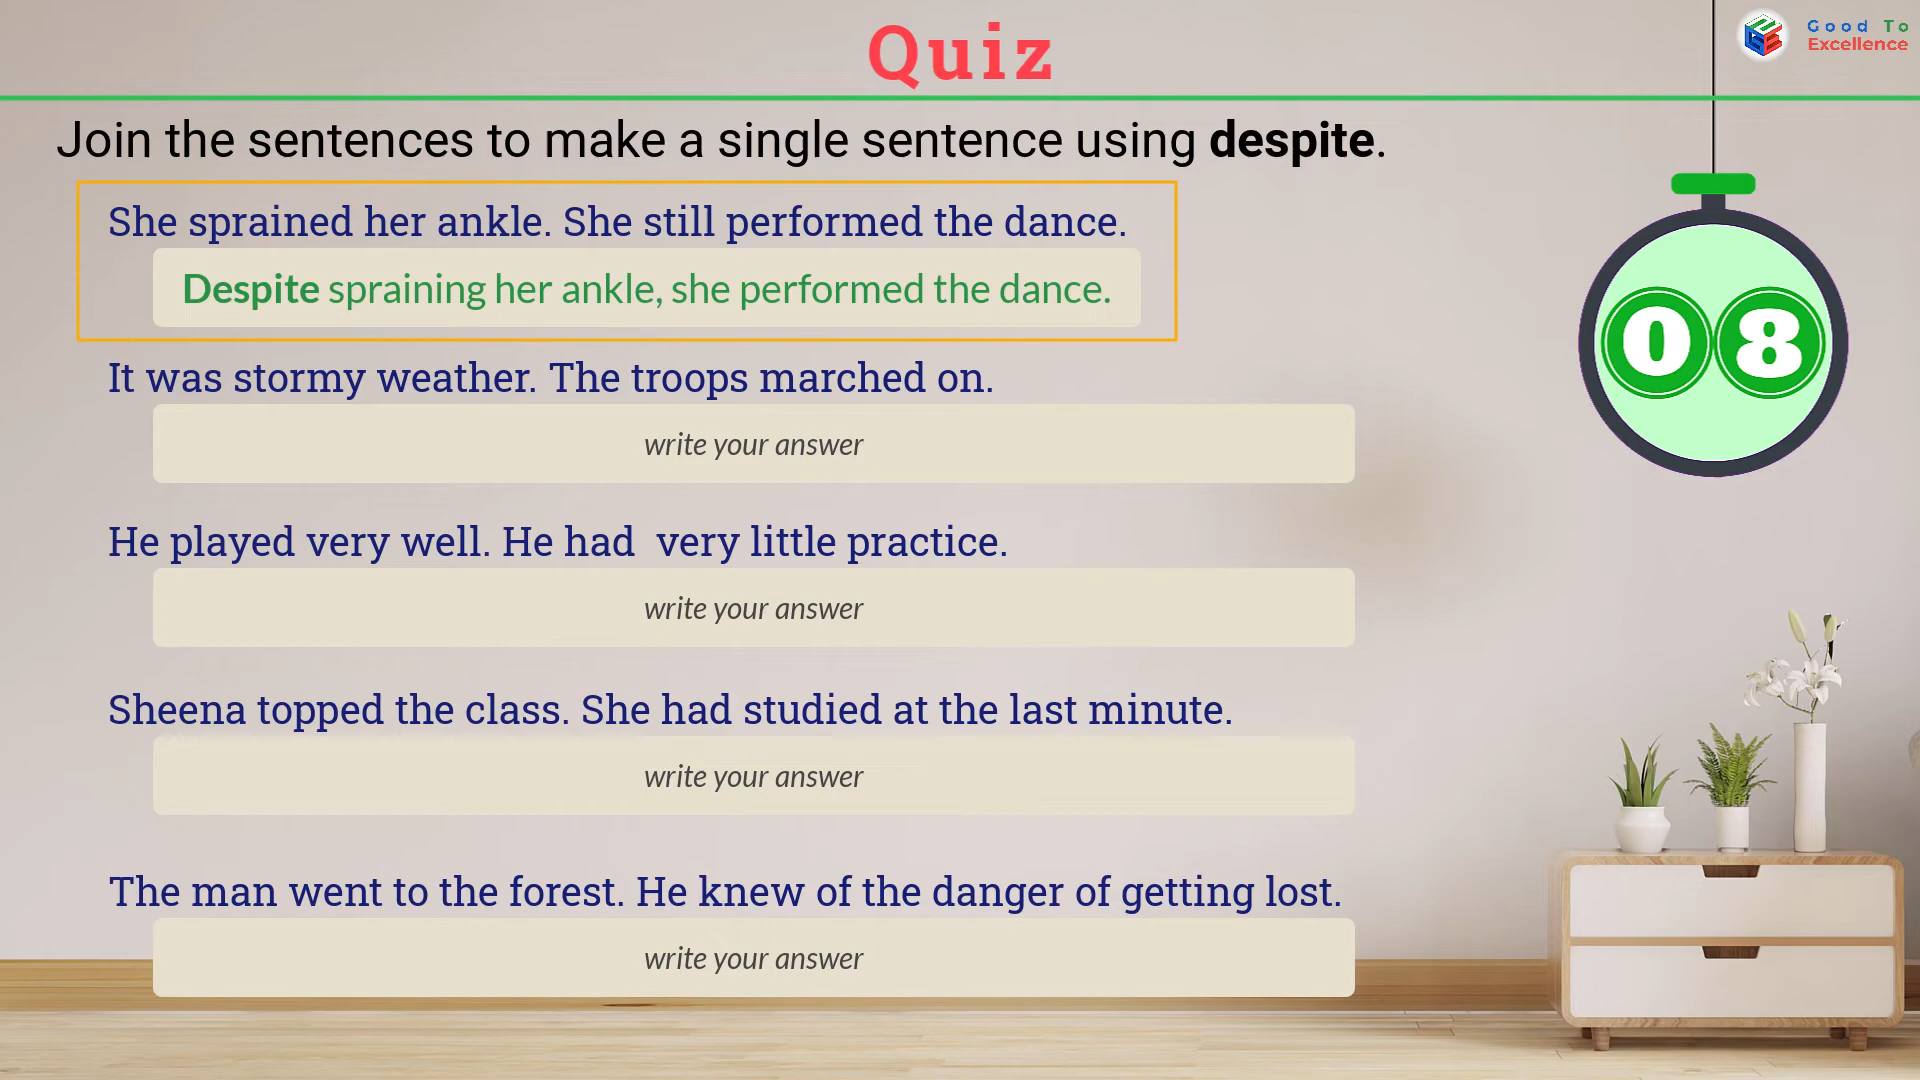 Quiz
Good To
Excellence
Join the sentences to make a single sentence using despite.
She sprained her ankle. She still performed the dance.
Despite spraining her ankle, she performed the dance.
08
It was stormy weather. The troops marched on.
write your answer
He played very well. He had  very little practice.
write your answer
Sheena topped the class. She had studied at the last minute.
write your answer
The man went to the forest. He knew of the danger of getting lost.
write your answer